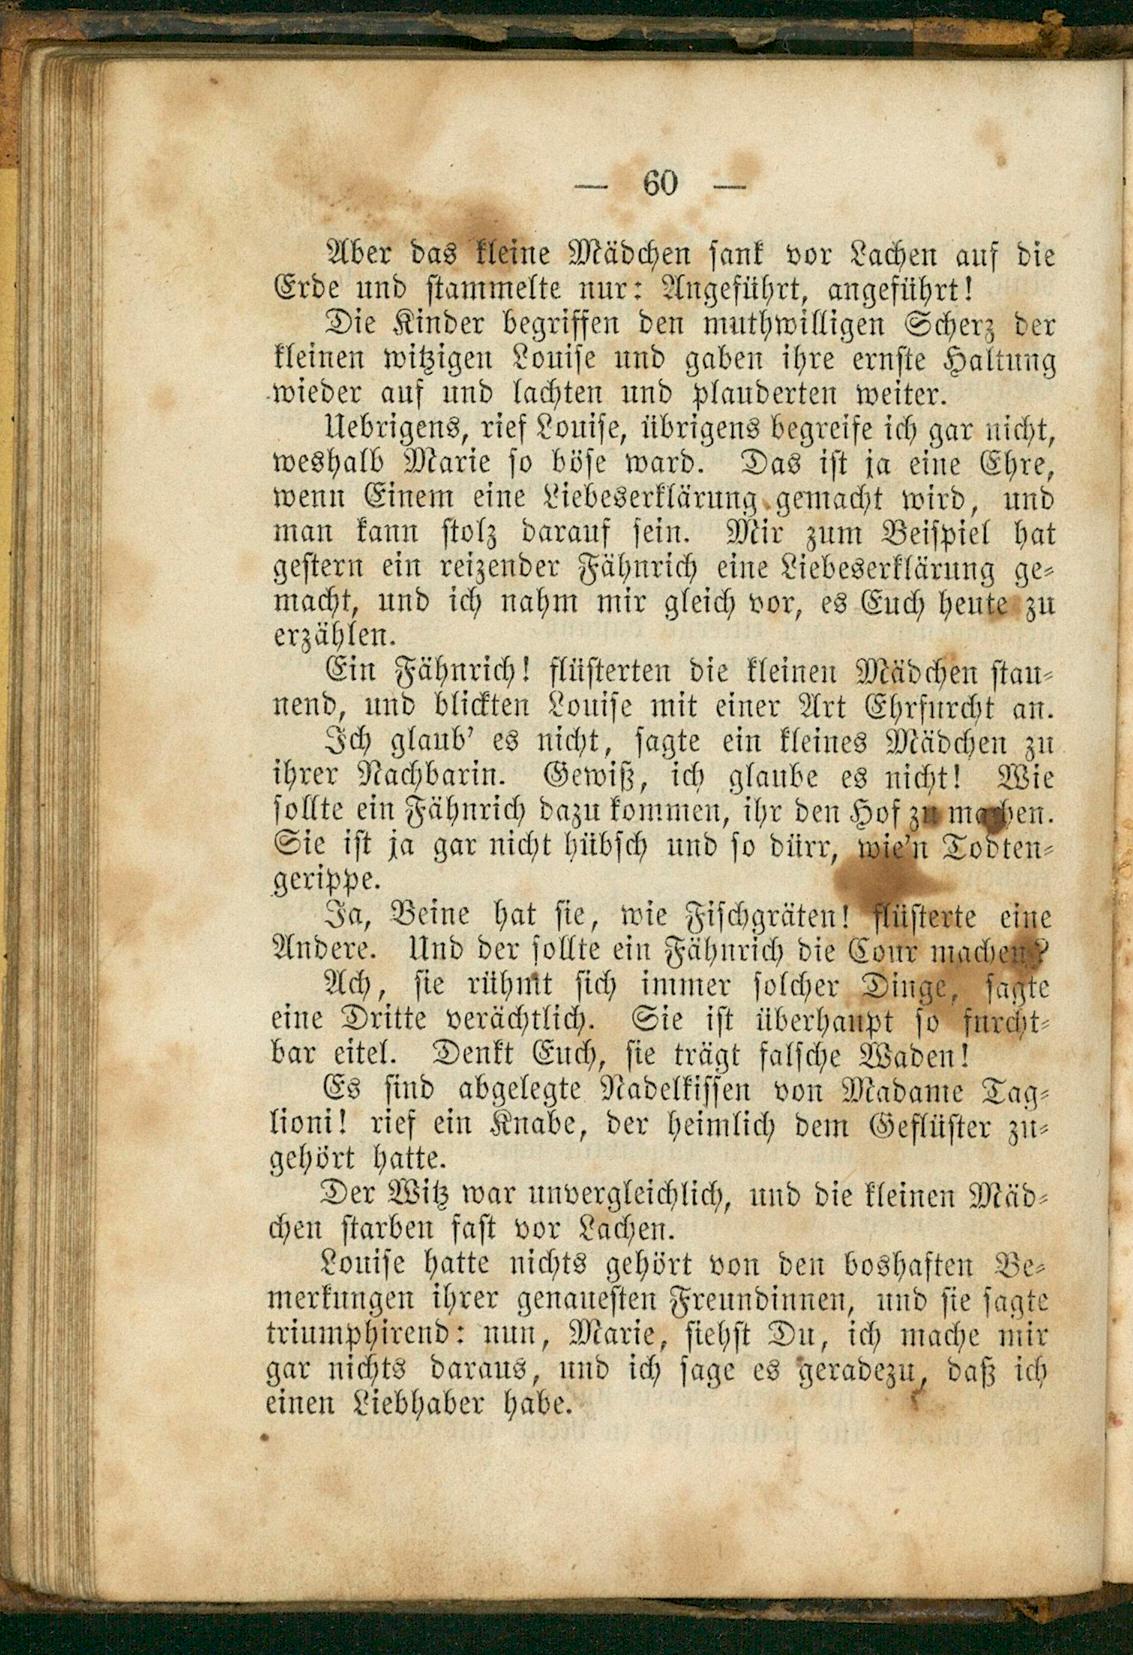 — 60 —
Aber das kleine Mädchen sank vor Lachen auf die
Erde und stammelte nur: Angeführt, angeführt!
Die Kinder begriffen den muthwilligen Scherz der
kleinen witzigen Louise und gaben ihre ernste Haltung
wieder auf und lachten und plauderten weiter.
Uebrigens, rief Louise, übrigens begreife ich gar nicht,
weshalb Marie so böse ward. Das ist ja eine Ehre,
wenn Einem eine Liebeserklärung gemacht wird, und
man kann stolz darauf sein. Mir zum Beispiel hat
gestern ein reizender Fähnrich eine Liebeserklärung ge-
macht, und ich nahm mir gleich vor, es Euch heute zu
erzählen.
Ein Fähnrich! flüsterten die kleinen Mädchen stau-
nend, und blickten Louise mit einer Art Ehrfurcht an.
Ich glaub' es nicht, sagte ein kleines Mädchen zu
ihrer Nachbarin. Gewiß, ich glaube es nicht! Wie
sollte ein Fähnrich dazu kommen, ihr den Hof zu machen.
Sie ist ja gar nicht hübsch und so dürr, wie'n Todten-
gerippe.
Ja, Beine hat sie, wie Fischgräten! flüsterte eine
Andere. Und der sollte ein Fähnrich die Cour machen?
Ach, sie rühmt sich immer solcher Dinge, sagte
eine Dritte verächtlich. Sie ist überhaupt so furcht-
bar eitel. Denkt Euch, sie trägt falsche Waden!
Es sind abgelegte Nadelkissen von Madame Tag-
lioni! rief ein Knabe, der heimlich dem Geflüster zu-
gehört hatte.
Der Witz war unvergleichlich, und die kleinen Mäd-
chen starben fast vor Lachen.
Louise hatte nichts gehört von den boshaften Be-
merkungen ihrer genauesten Freundinnen, und sie sagte
triumphirend: nun, Marie, siehst Du, ich mache mir
gar nichts daraus, und ich sage es geradezu, daß ich
einen Liebhaber habe.